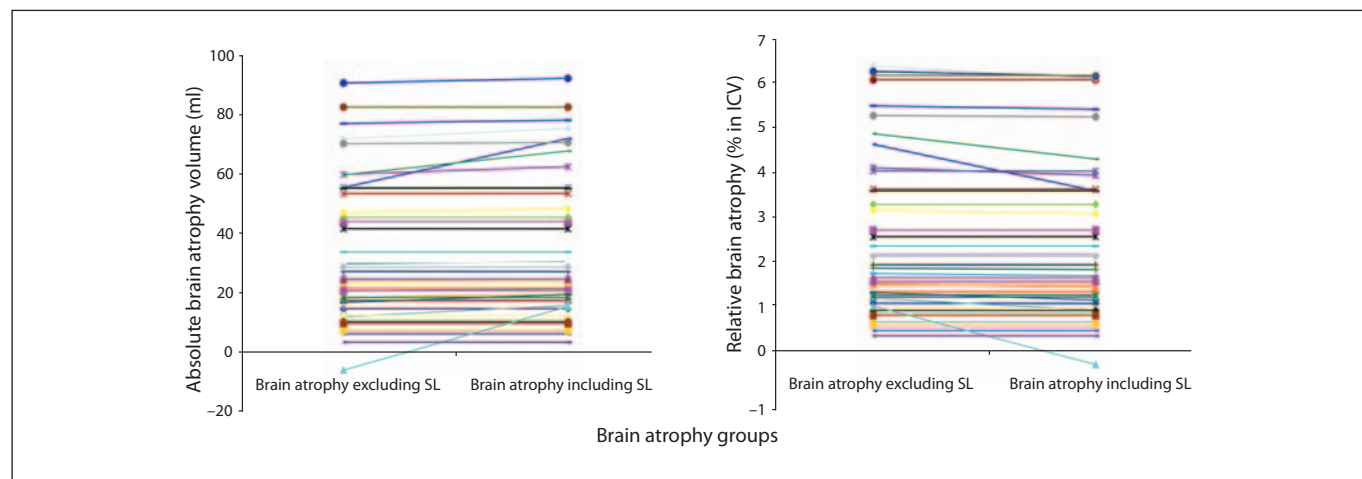 Absolute brain atrophy volume (ml)
100
80
60
40
20
0
–20
Brain atrophy excluding SL
Brain atrophy including SL
Relative brain atrophy (% in ICV)
7
6
5
4
3
2
1
0
–1
Brain atrophy excluding SL
Brain atrophy including SL
Brain atrophy groups